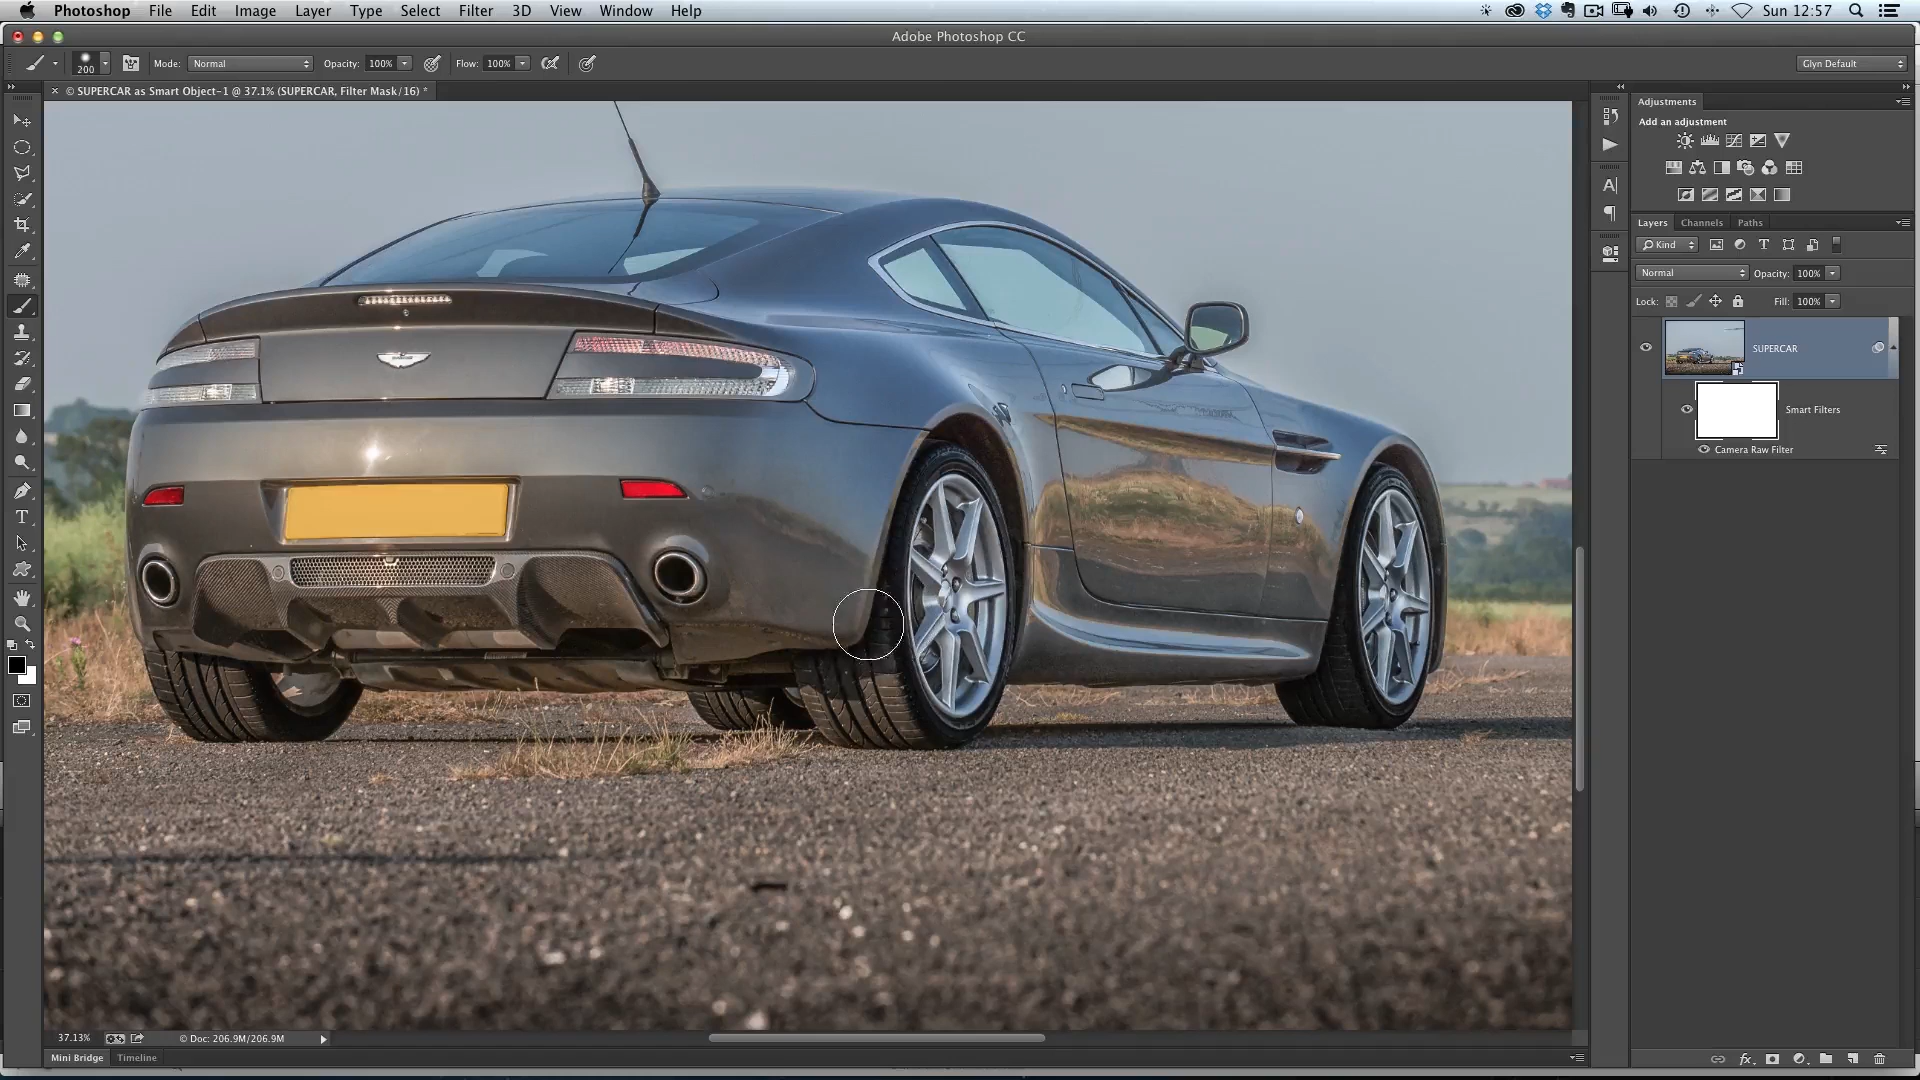 Photoshop File Edit Image Layer Type Select Filter 3D View Window Help Sun 12:57
Adobe Photoshop CC
200 Mode: Normal Opacity: 100% Flow: 100% Glyn Default
© SUPERCAR as Smart Object-1 @ 37.1% (SUPERCAR, Filter Mask/16) *
Adjustments
Add an adjustment
Layers Channels Paths
Kind
Normal Opacity: 100%
Lock: Fill: 100%
SUPERCAR
Smart Filters
Camera Raw Filter
37.13% © Doc: 206.9M/206.9M
Mini Bridge Timeline
fx